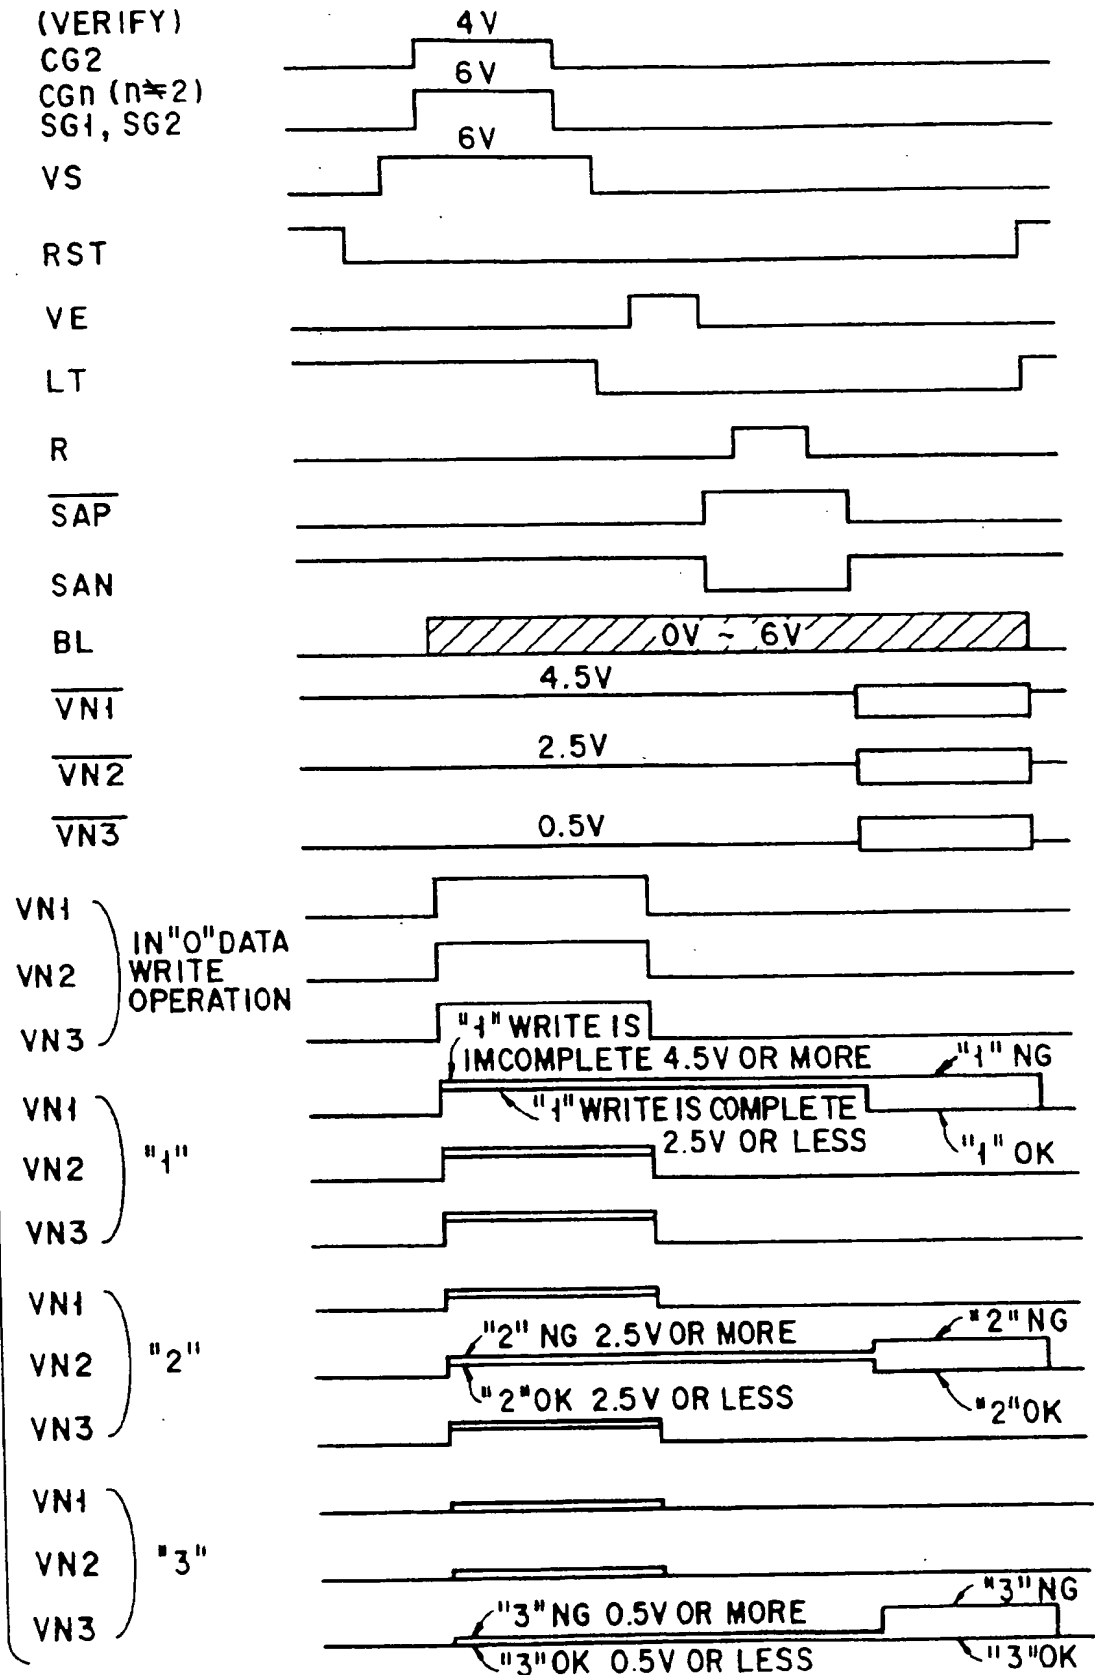 (VERIFY)
4V
CG2
6V
CGn (n≒2)
SG1, SG2
6V
VS
RST
VE
LT
R
SAP
SAN
BL
0V ~ 6V
4.5V
VN1
2.5V
VN2
0.5V
VN3
VN1
VN2
VN3
IN "0" DATA
WRITE
OPERATION
"1" WRITE IS
IMCOMPLETE 4.5V OR MORE
"1" NG
VN1
"1" WRITE IS COMPLETE
2.5V OR LESS
"1" OK
VN2
"1"
VN3
VN1
"2" NG 2.5V OR MORE
"2" NG
VN2
"2"
"2" OK 2.5V OR LESS
"2" OK
VN3
VN1
VN2
"3"
"3" NG
"3" NG 0.5V OR MORE
VN3
"3" OK 0.5V OR LESS
"3" OK